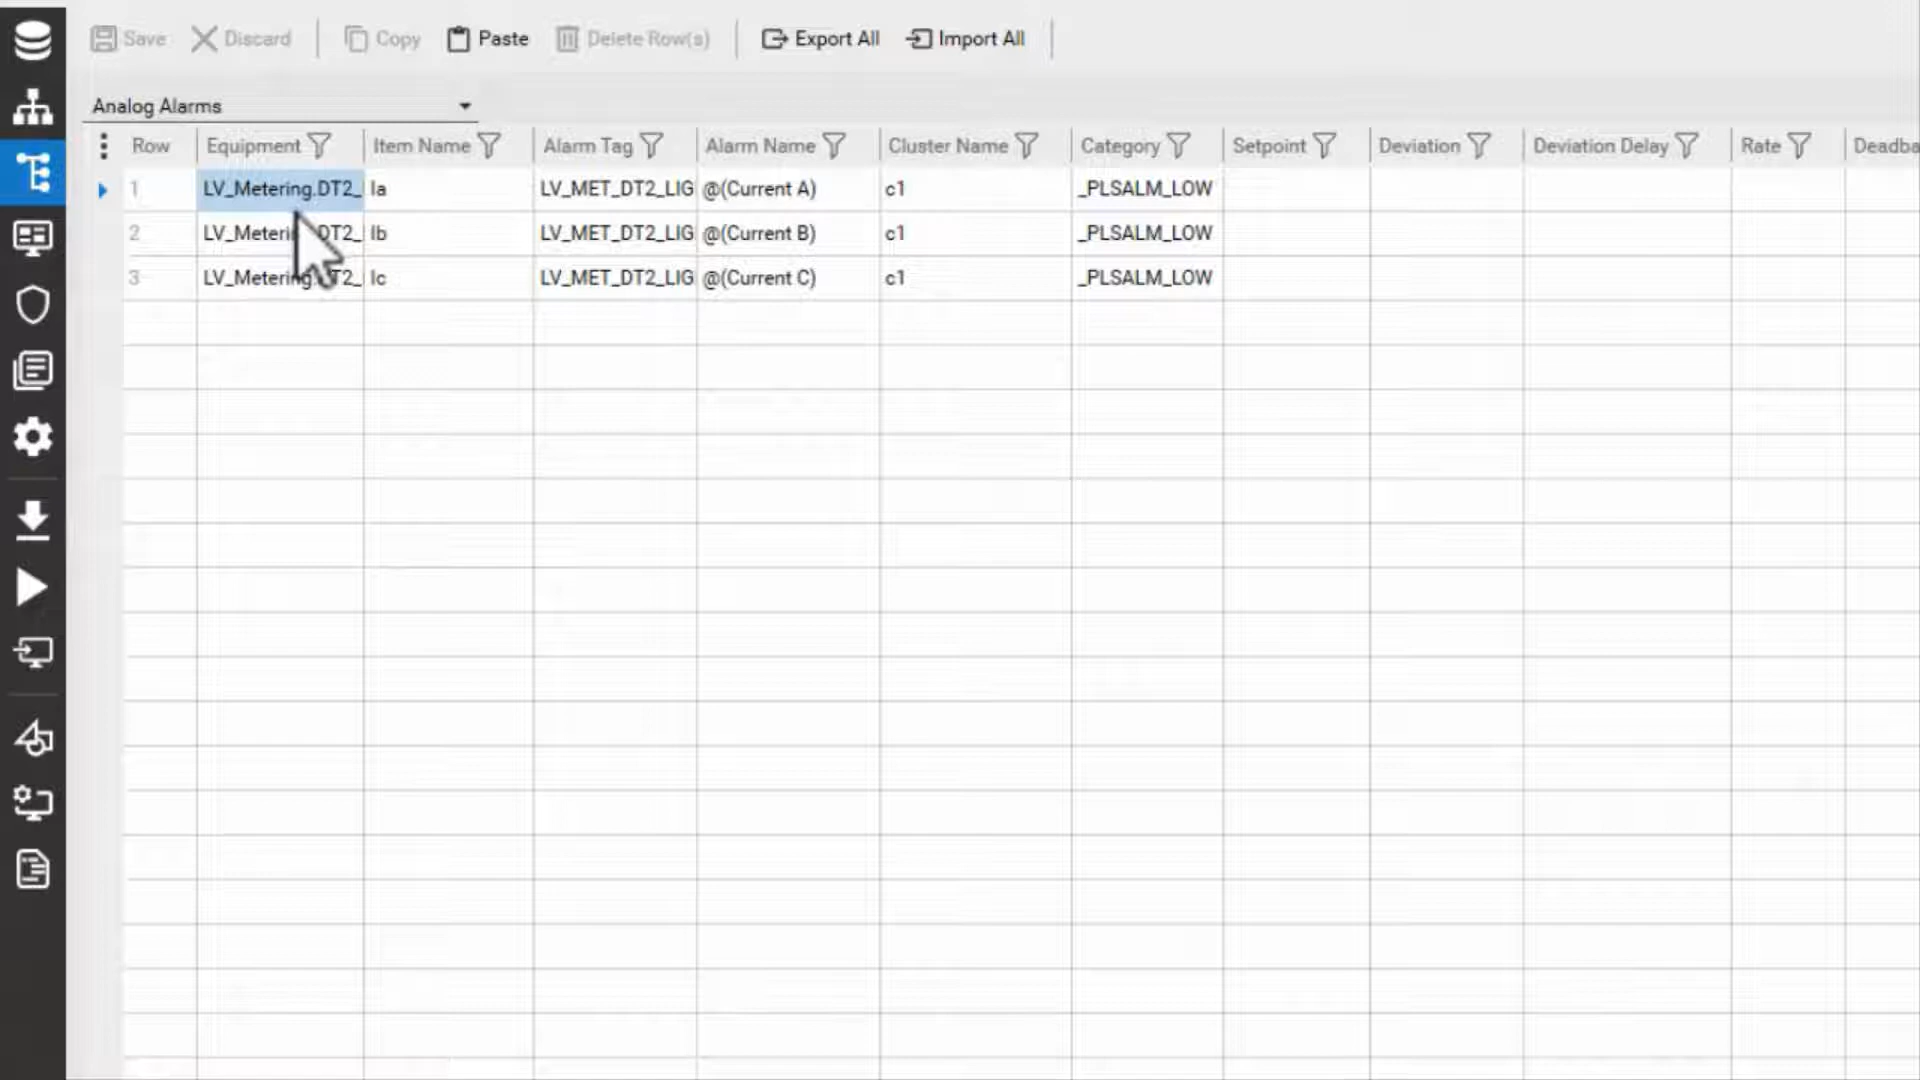 Save Discard Copy Paste Delete Row(s) Export All Import All
Analog Alarms
Row Equipment Item Name Alarm Tag Alarm Name Cluster Name Category Setpoint Deviation Deviation Delay Rate Deadba
1 LV_Metering.DT2_ Ia LV_MET_DT2_LIG @(Current A) c1 _PLSALM_LOW
2 DT2_ Ib LV_MET_DT2_LIG @(Current B) c1 _PLSALM_LOW
3 Ic LV_MET_DT2_LIG @(Current C) c1 _PLSALM_LOW